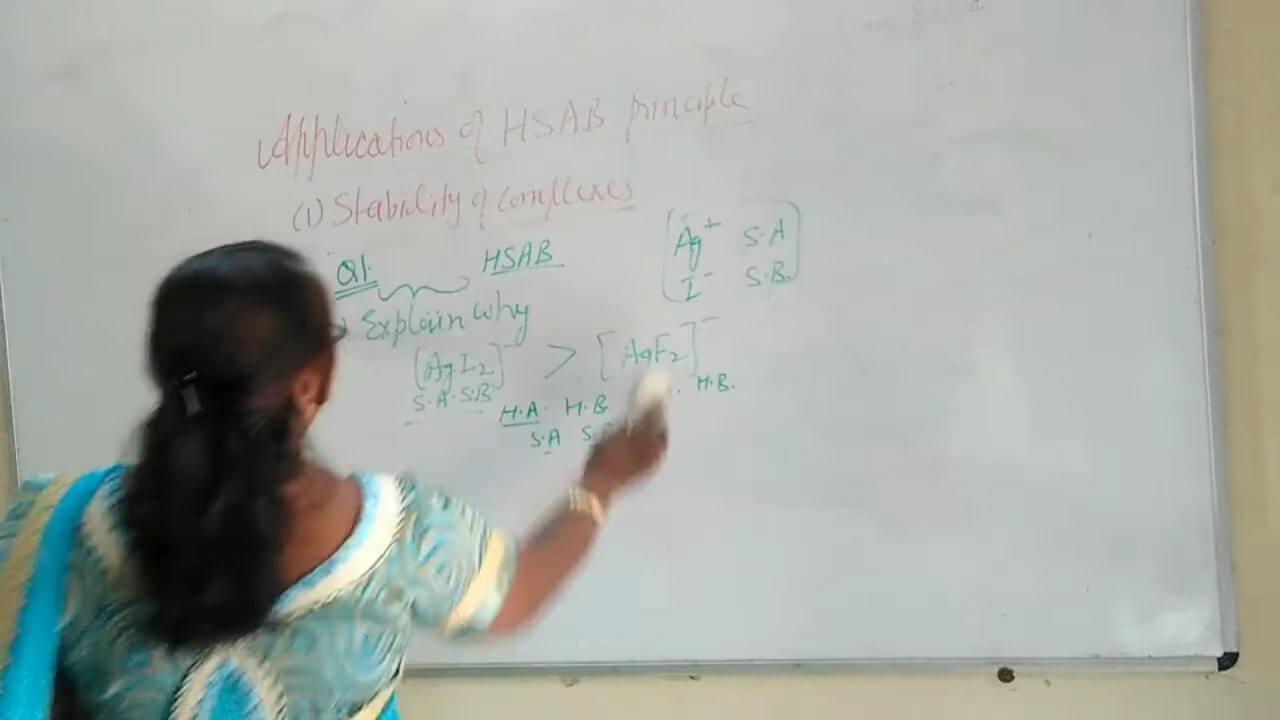 Applications of HSAB principle
(1) Stability of complexes
Q1. HSAB
Explain why
[AgI2]- > [AgF2]-
S.A. S.B
H.B.
H.A. H.B
S.A
Ag+ S.A
I- S.B.